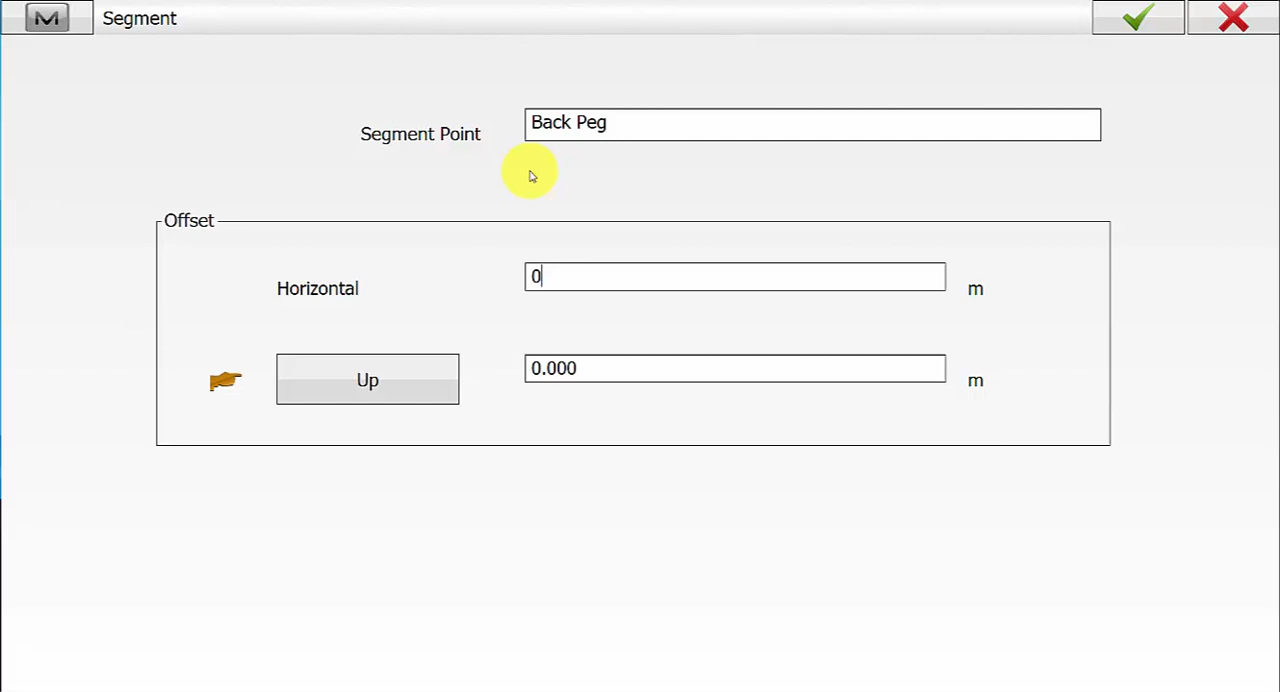 M Segment
Segment Point Back Peg
Offset
Horizontal 0 m
Up 0.000 m